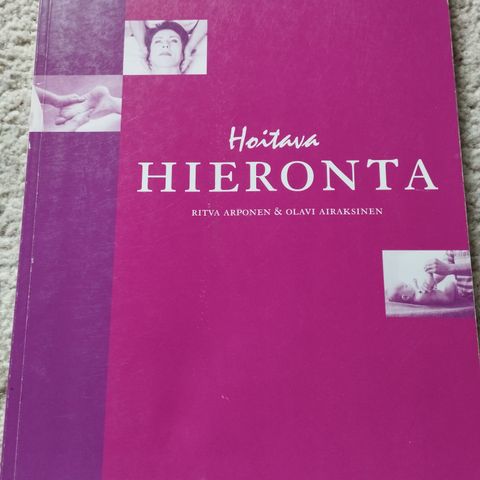 Hoitava
HIERONTA
RITVA ARPONEN & OLAVI AIRAKSINEN